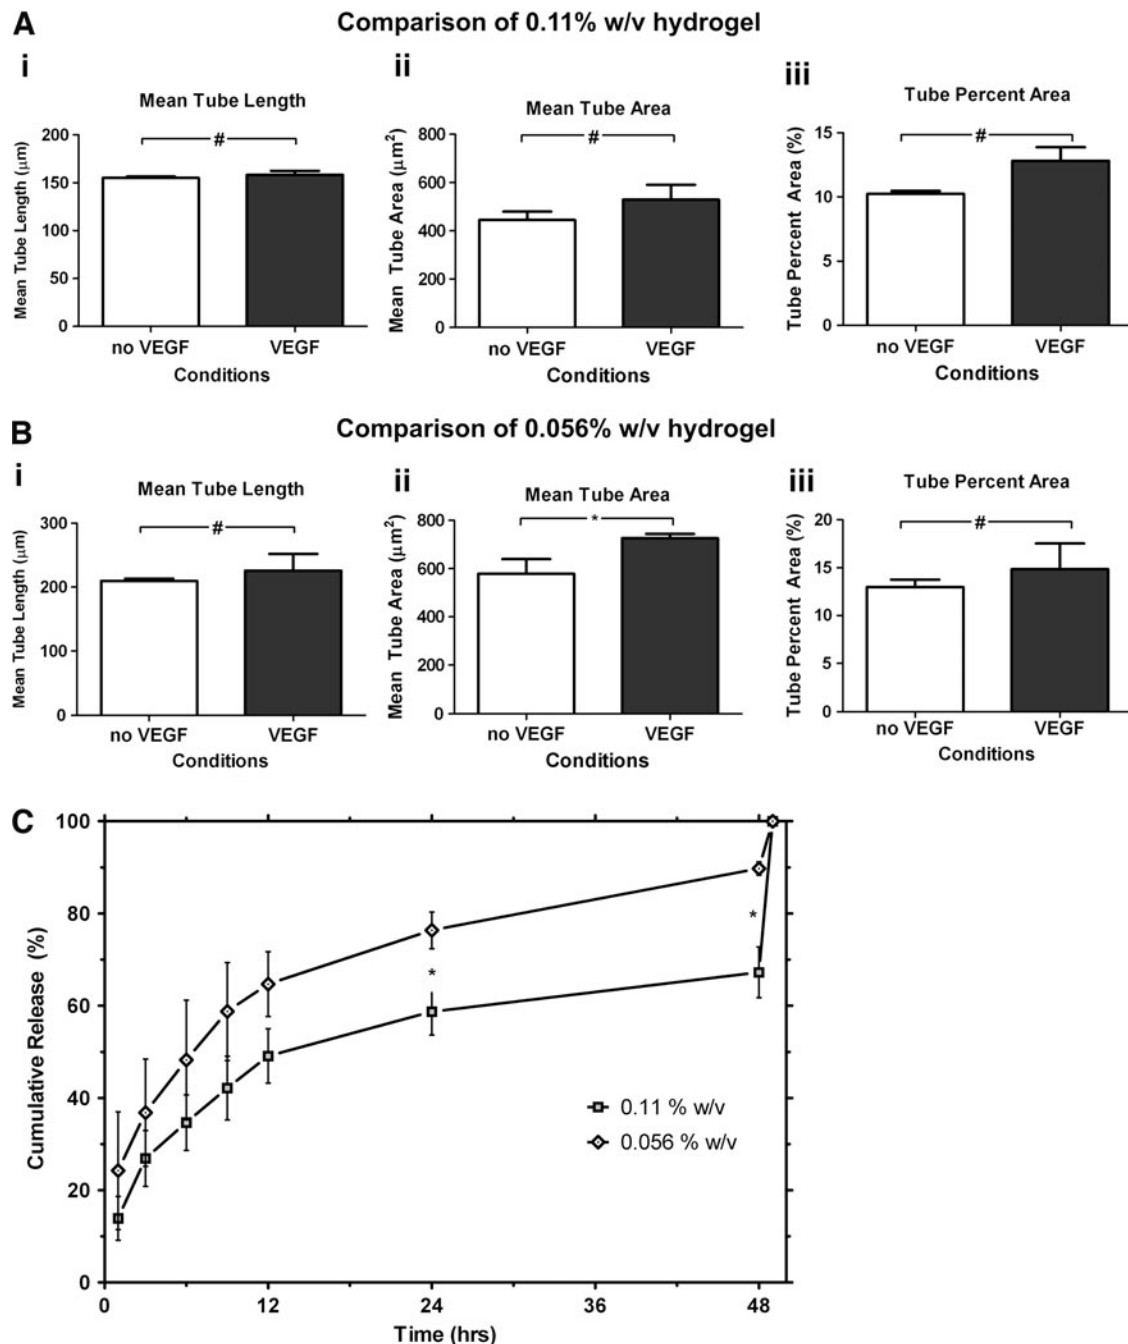 A
Comparison of 0.11% w/v hydrogel
i
Mean Tube Length
Mean Tube Length (μm)
200
150
100
50
0
#
no VEGF VEGF
Conditions
ii
Mean Tube Area
Mean Tube Area (μm²)
800
600
400
200
0
#
no VEGF VEGF
Conditions
iii
Tube Percent Area
Tube Percent Area (%)
15
10
5
0
#
no VEGF VEGF
Conditions
B
Comparison of 0.056% w/v hydrogel
i
Mean Tube Length
Mean Tube Length (μm)
300
200
100
0
#
no VEGF VEGF
Conditions
ii
Mean Tube Area
Mean Tube Area (μm²)
800
600
400
200
0
*
no VEGF VEGF
Conditions
iii
Tube Percent Area
Tube Percent Area (%)
20
15
10
5
0
#
no VEGF VEGF
Conditions
C
Cumulative Release (%)
100
80
60
40
20
0
*
*
0.11 % w/v
0.056 % w/v
0 12 24 36 48
Time (hrs)